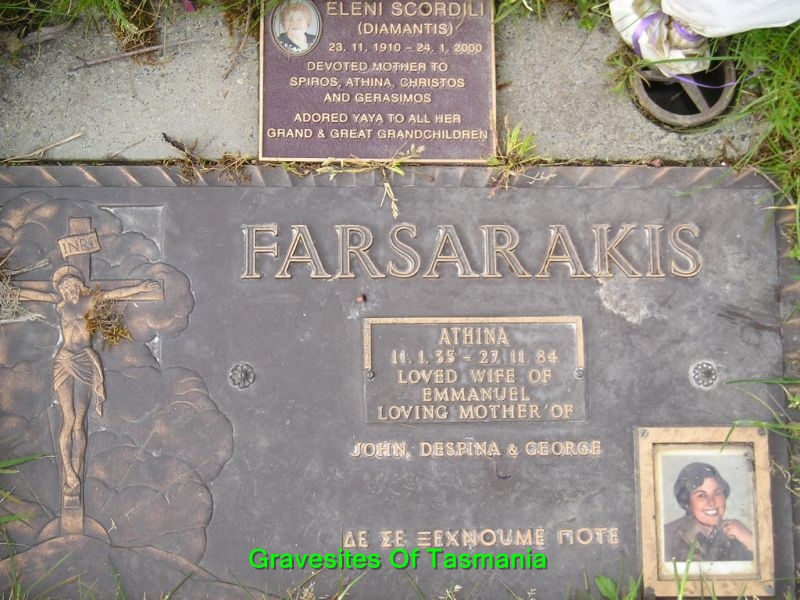 ELENI SCORDILI
(DIAMANTIS)
23. 11. 1910 – 24. 1. 2000
DEVOTED MOTHER TO
SPIROS, ATHINA, CHRISTOS
AND GERASIMOS
ADORED YAYA TO ALL HER
GRAND & GREAT GRANDCHILDREN
INRI
FARSARAKIS
ATHINA
11. 1. 35 – 27. 11. 84
LOVED WIFE OF
EMMANUEL
LOVING MOTHER OF
JOHN, DESPINA & GEORGE
ΔΕ ΣΕ ΞΕΧΝΟΥΜΕ ΠΟΤΕ
Gravesites Of Tasmania